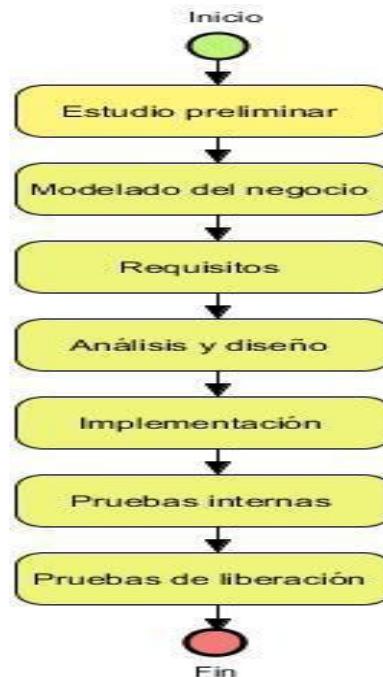 Inicio
Estudio preliminar
Modelado del negocio
Requisitos
Análisis y diseño
Implementación
Pruebas internas
Pruebas de liberación
Fin